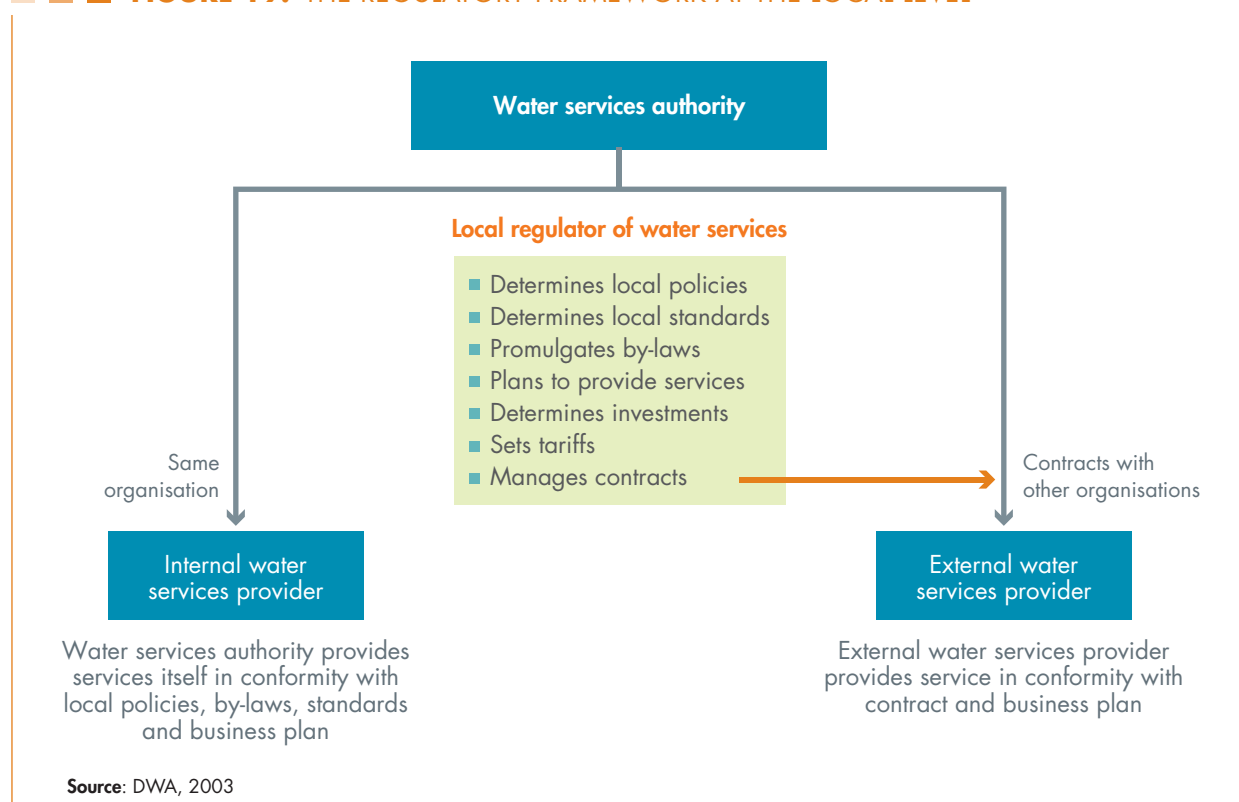 Water services authority
Local regulator of water services
Determines local policies
Determines local standards
Promulgates by-laws
Plans to provide services
Determines investments
Sets tariffs
Manages contracts
Same
organisation
Contracts with
other organisations
Internal water
services provider
External water
services provider
Water services authority provides
services itself in conformity with
local policies, by-laws, standards
and business plan
External water services provider
provides service in conformity with
contract and business plan
Source: DWA, 2003